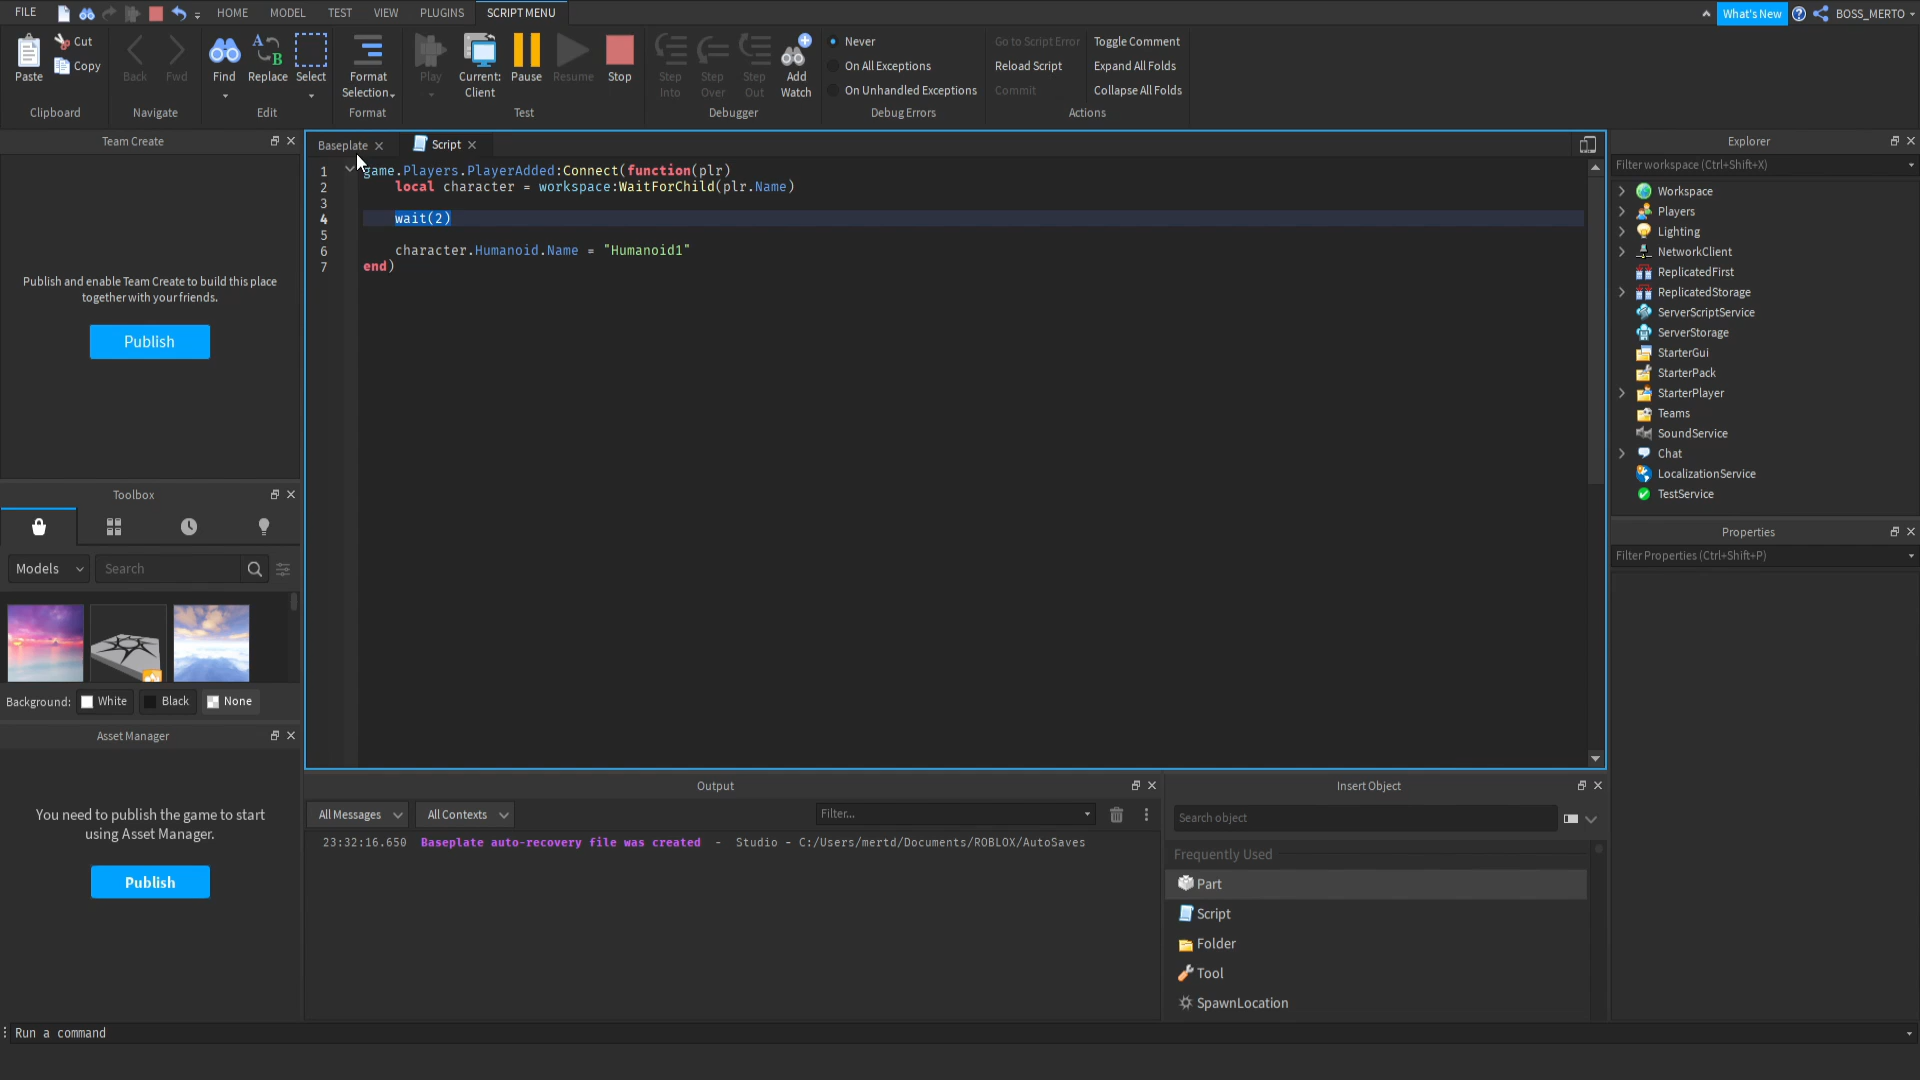 FILE HOME MODEL TEST VIEW PLUGINS SCRIPT MENU What's New BOSS_MERTO
Paste Cut Copy
Clipboard
Back Fwd
Navigate
Find Replace Select
Edit
Format Selection
Format
Play Current: Client Pause Resume Stop
Test
Step Into Step Over Step Out Add Watch
Debugger
Never
On All Exceptions
On Unhandled Exceptions
Debug Errors
Go to Script Error Toggle Comment
Reload Script Expand All Folds
Commit Collapse All Folds
Actions
Team Create
Publish and enable Team Create to build this place
together with your friends.
Publish
Toolbox
Models Search
Background: White Black None
Asset Manager
You need to publish the game to start
using Asset Manager.
Publish
Baseplate Script
1 game.Players.PlayerAdded:Connect(function(plr)
2 local character = workspace:WaitForChild(plr.Name)
3
4 wait(2)
5
6 character.Humanoid.Name = "Humanoid1"
7 end)
Output
All Messages All Contexts Filter...
23:32:16.650 Baseplate auto-recovery file was created - Studio - C:/Users/mertd/Documents/ROBLOX/AutoSaves
Insert Object
Search object
Frequently Used
Part
Script
Folder
Tool
SpawnLocation
Explorer
Filter workspace (Ctrl+Shift+X)
Workspace
Players
Lighting
NetworkClient
ReplicatedFirst
ReplicatedStorage
ServerScriptService
ServerStorage
StarterGui
StarterPack
StarterPlayer
Teams
SoundService
Chat
LocalizationService
TestService
Properties
Filter Properties (Ctrl+Shift+P)
Run a command